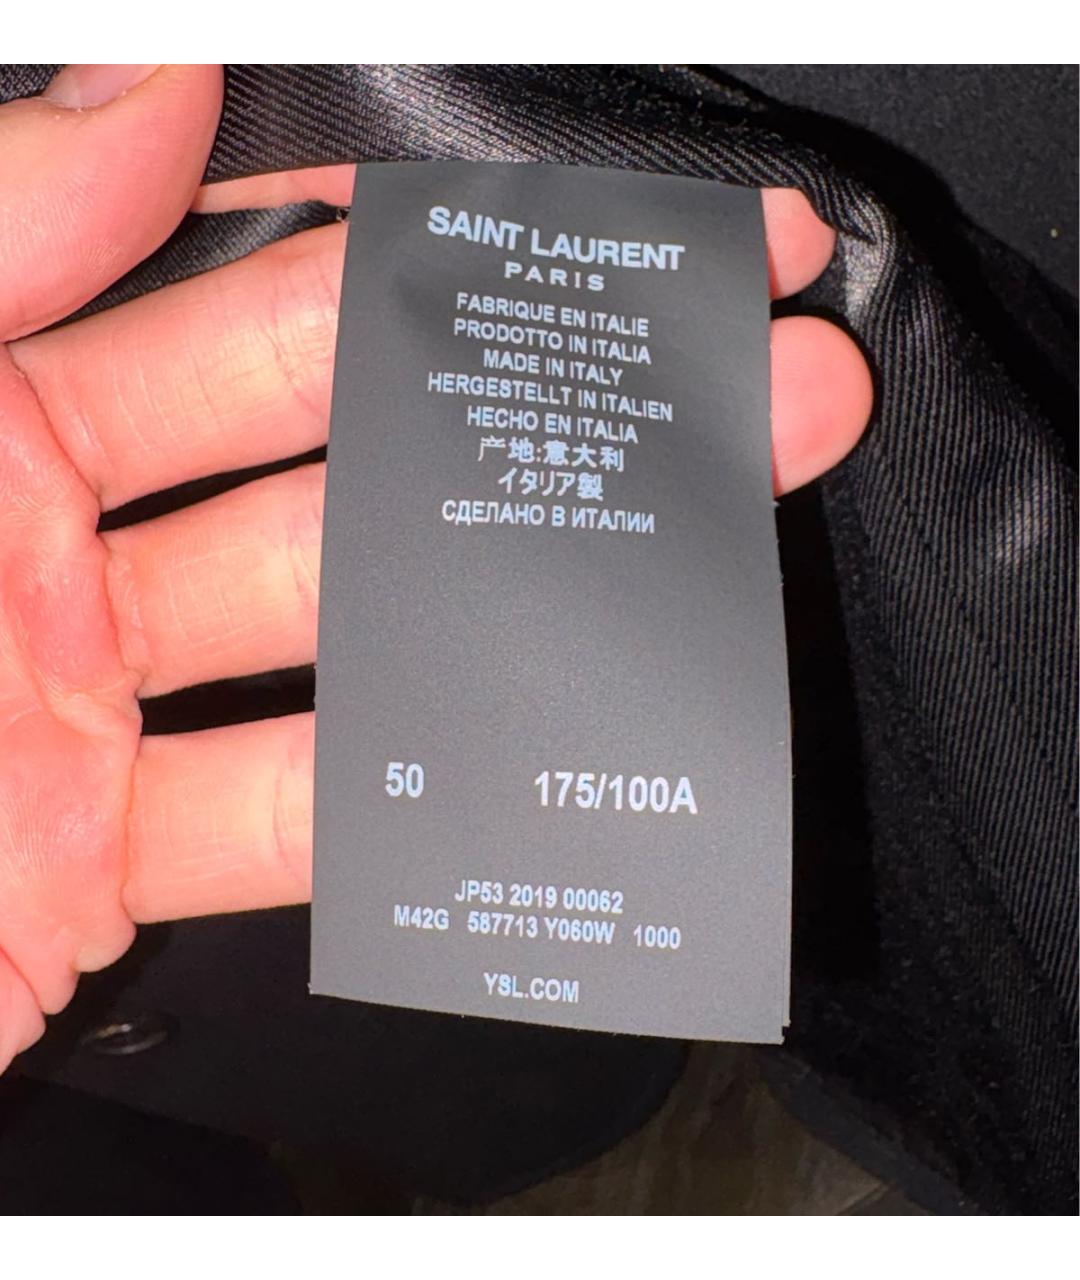 SAINT LAURENT
PARIS
FABRIQUE EN ITALIE
PRODOTTO IN ITALIA
MADE IN ITALY
HERGESTELLT IN ITALIEN
HECHO EN ITALIA
产地:意大利
イタリア製
СДЕЛАНО В ИТАЛИИ
50 175/100A
JP53 2019 00062
M42G 587713 Y060W 1000
YSL.COM